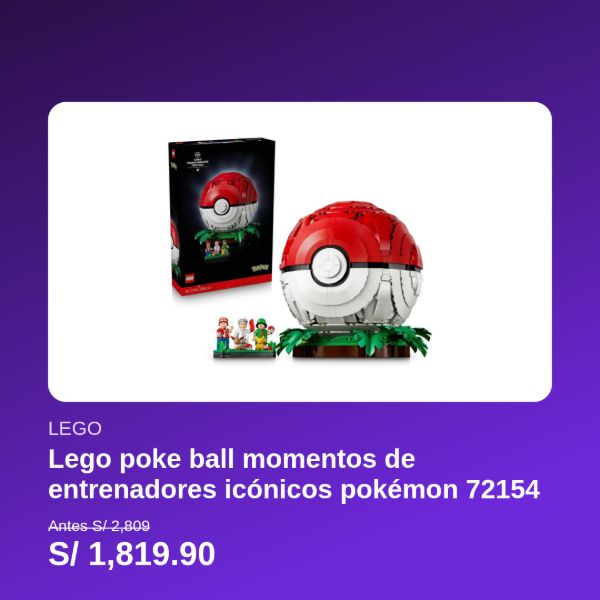 LEGO
Lego poke ball momentos de
entrenadores icónicos pokémon 72154
Antes S/ 2,809
S/ 1,819.90